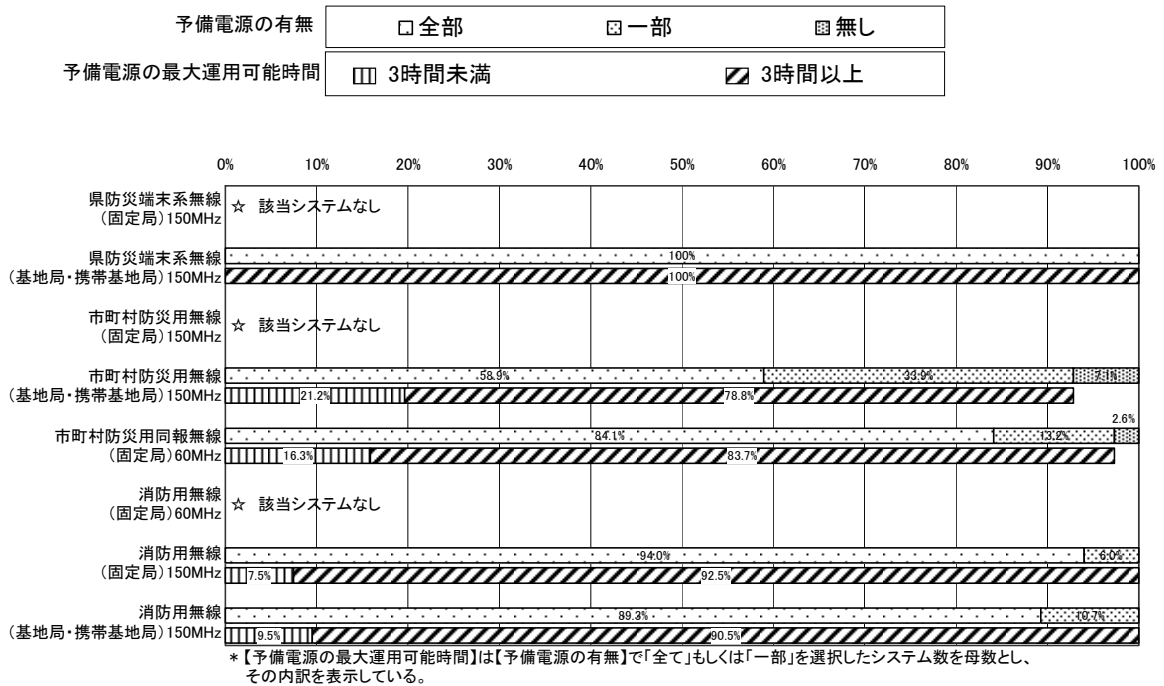 予備電源の有無 全部 一部 無し
予備電源の最大運用可能時間 3時間未満 3時間以上
0% 10% 20% 30% 40% 50% 60% 70% 80% 90% 100%
県防災端末系無線
(固定局)150MHz
☆ 該当システムなし
県防災端末系無線
(基地局・携帯基地局)150MHz
100%
100%
市町村防災用無線
(固定局)150MHz
☆ 該当システムなし
市町村防災用無線
(基地局・携帯基地局)150MHz
58.9% 33.9% 7.1%
21.2% 78.8%
市町村防災用同報無線
(固定局)60MHz
84.1% 13.2% 2.6%
16.3% 83.7%
消防用無線
(固定局)60MHz
☆ 該当システムなし
消防用無線
(固定局)150MHz
94.0% 6.0%
7.5% 92.5%
消防用無線
(基地局・携帯基地局)150MHz
89.3% 10.7%
9.5% 90.5%
*【予備電源の最大運用可能時間】は【予備電源の有無】で「全て」もしくは「一部」を選択したシステム数を母数とし、
その内訳を表示している。